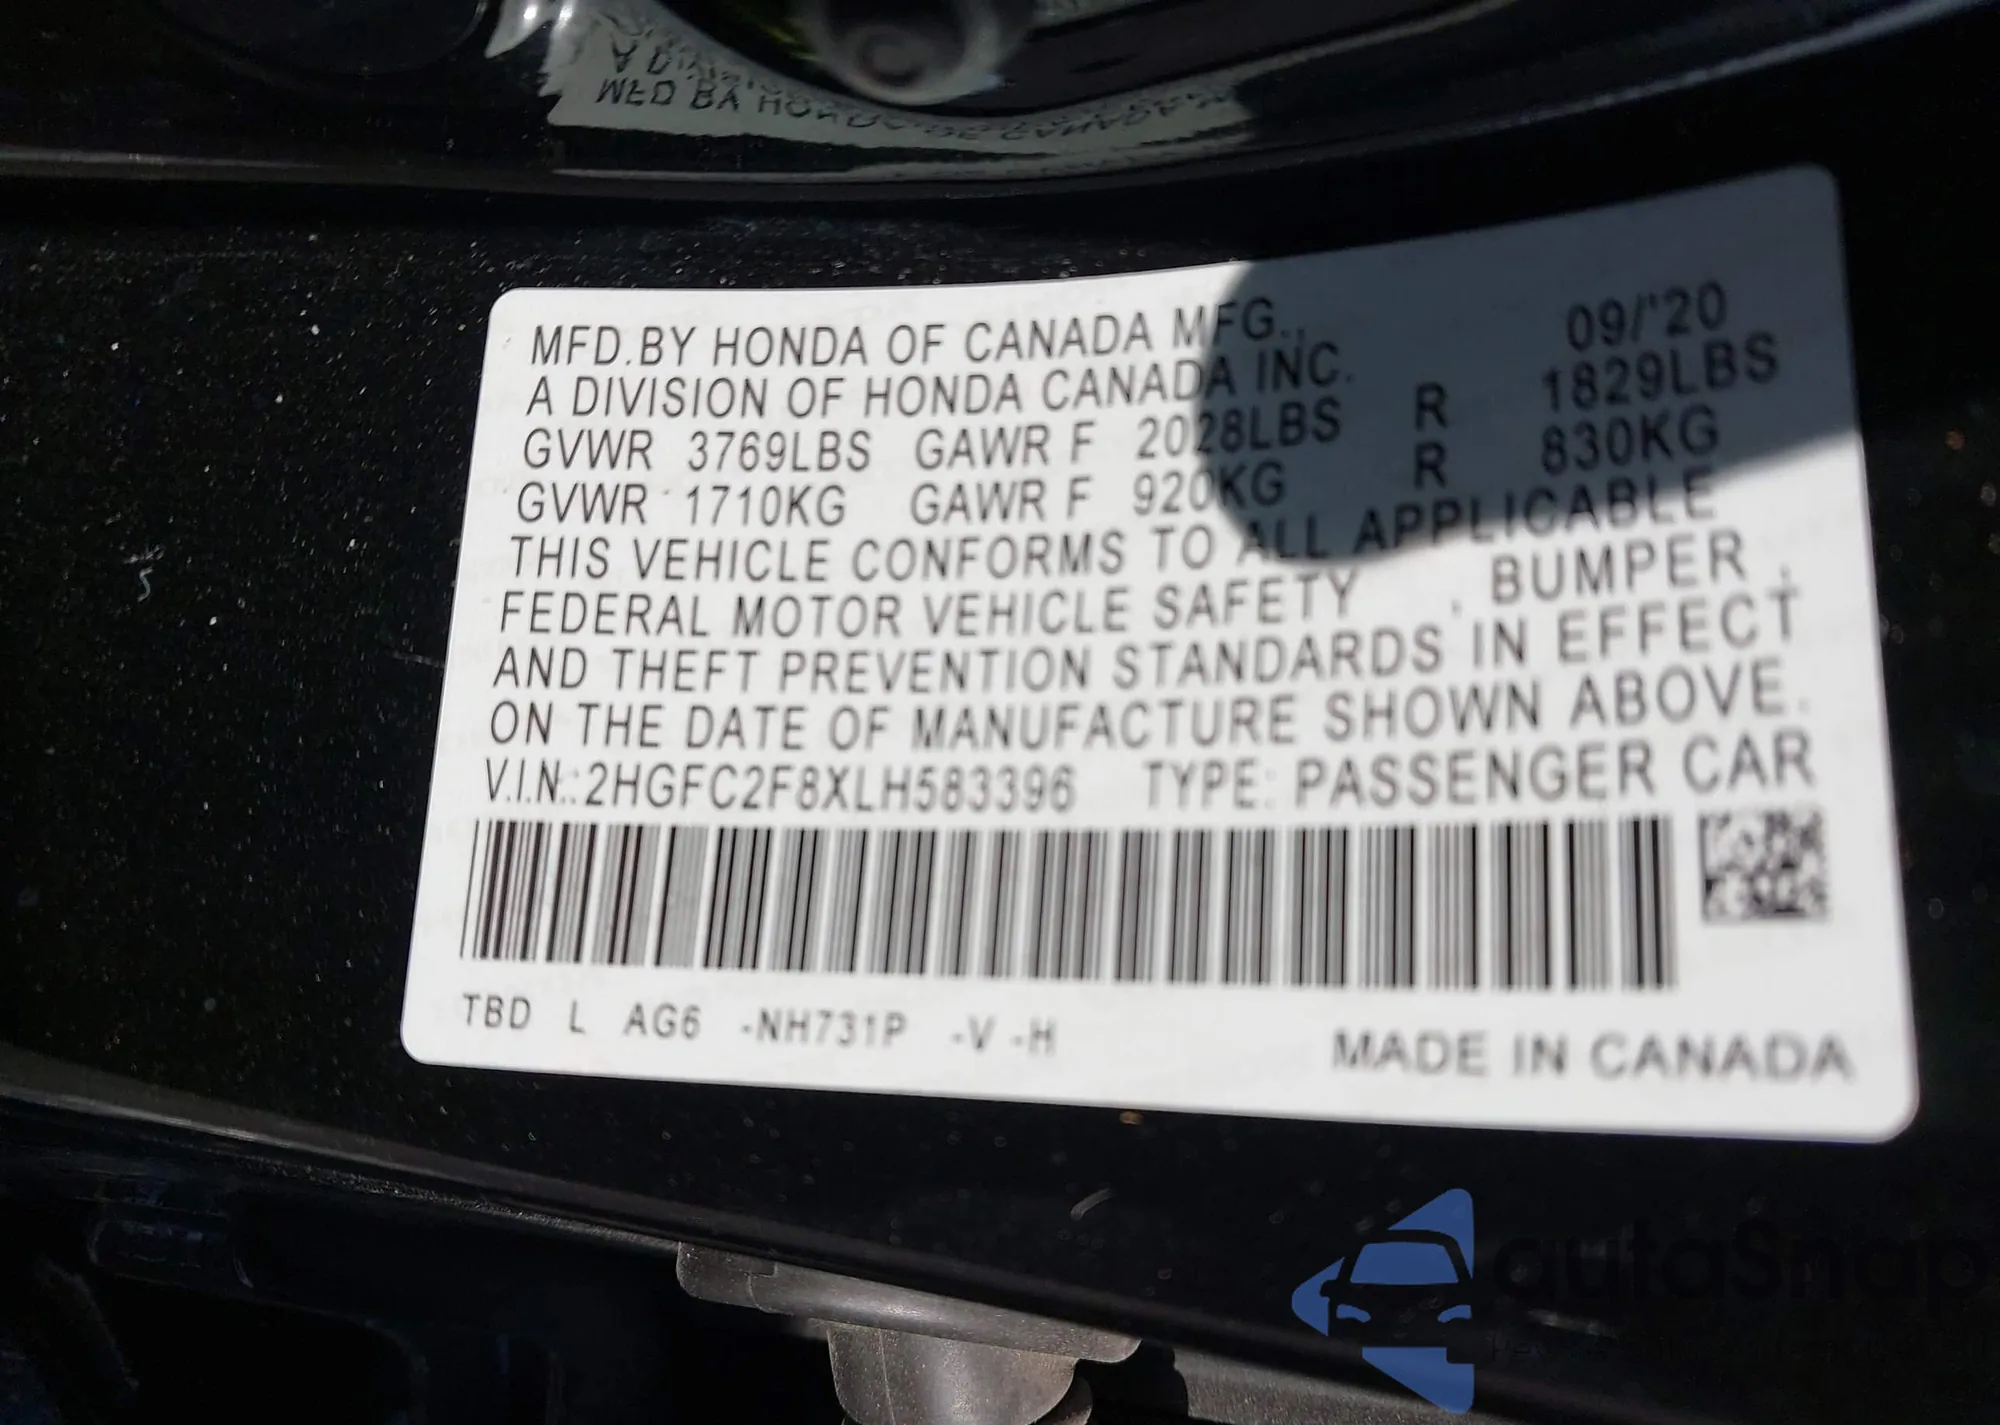 MFD.BY HONDA OF CANADA MFG., 09/'20
A DIVISION OF HONDA CANADA INC.
GVWR 3769LBS GAWR F 2028LBS R 1829LBS
GVWR 1710KG GAWR F 920KG R 830KG
THIS VEHICLE CONFORMS TO ALL APPLICABLE
FEDERAL MOTOR VEHICLE SAFETY , BUMPER ,
AND THEFT PREVENTION STANDARDS IN EFFECT
ON THE DATE OF MANUFACTURE SHOWN ABOVE.
V.I.N.:2HGFC2F8XLH583396 TYPE: PASSENGER CAR
TBD L AG6 -NH731P -V -H
MADE IN CANADA
autoSnap